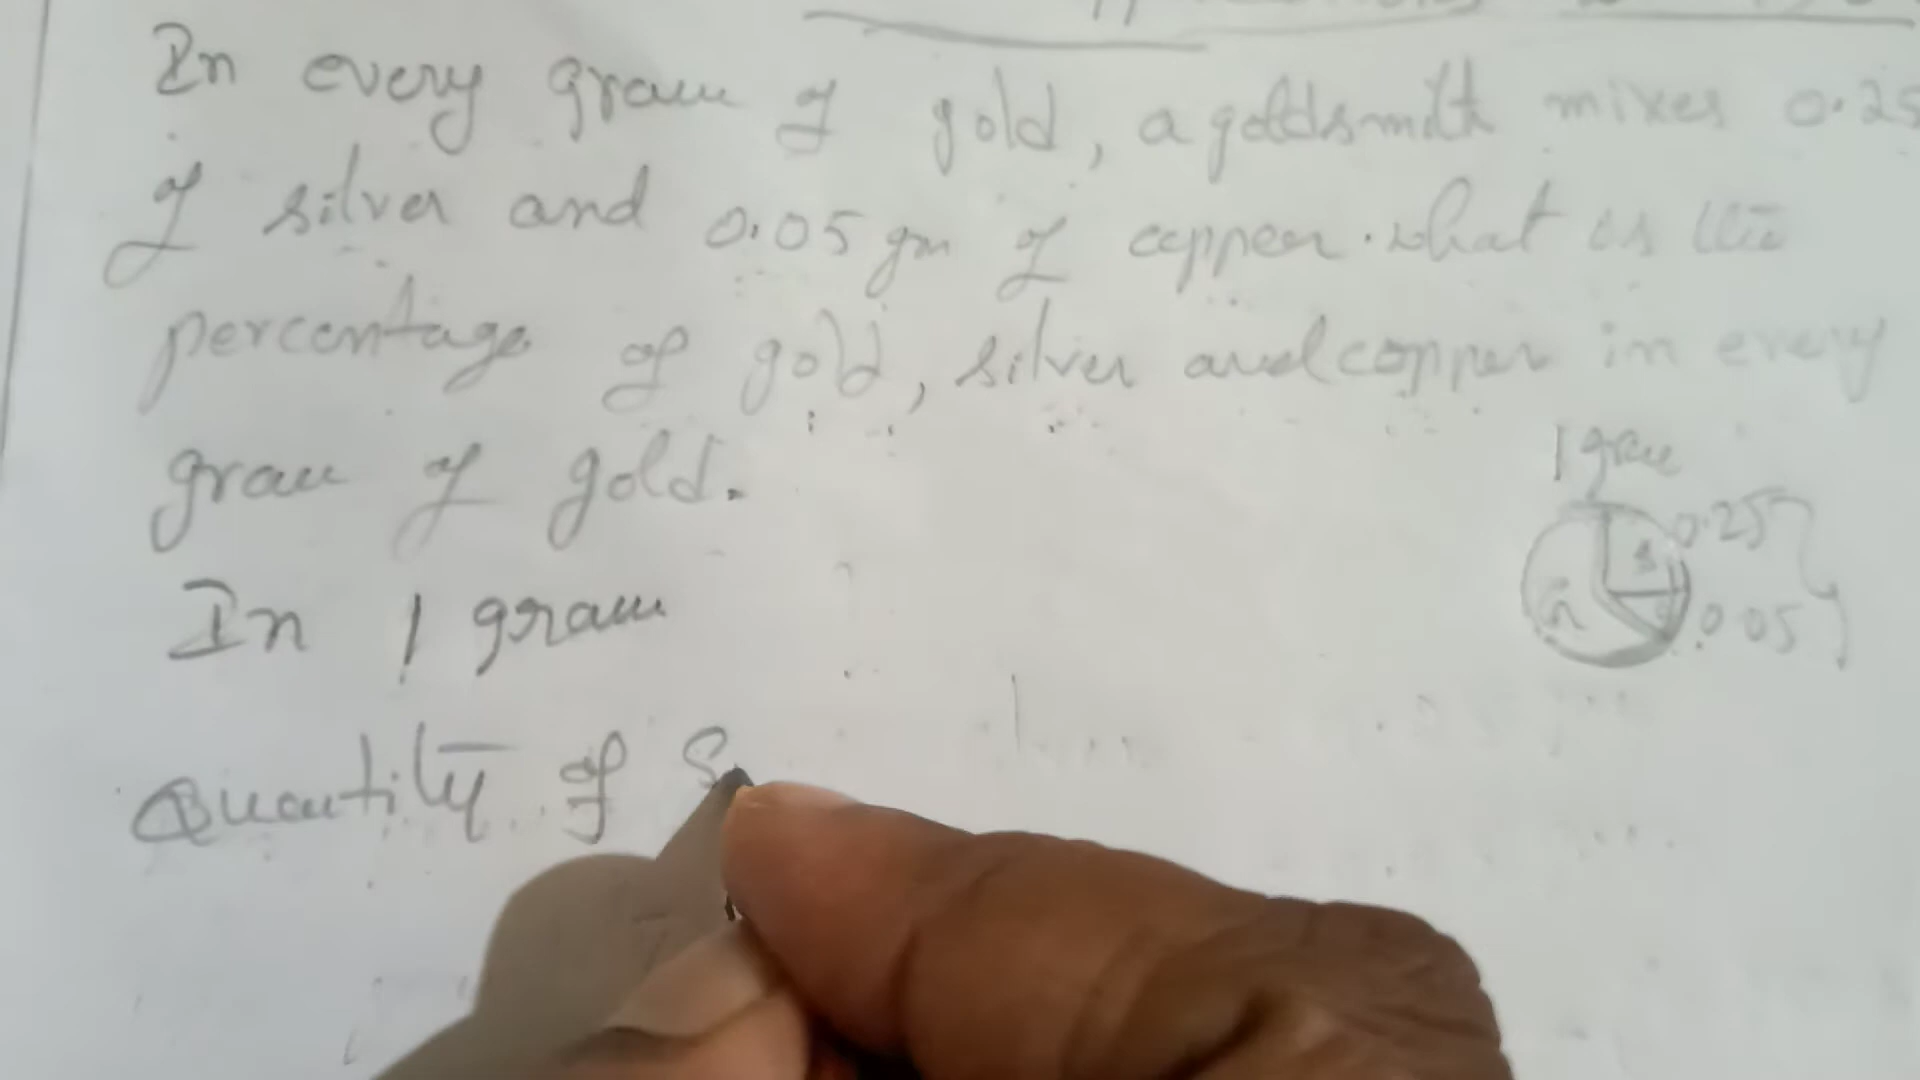 In every gram of gold, a goldsmith mixes 0.25
of silver and 0.05 gm of copper. what is the
percentage of gold, silver and copper in every
gram of gold.
1 gram
0.25
S
G
C
0.05
In 1 gram
Quantity of S